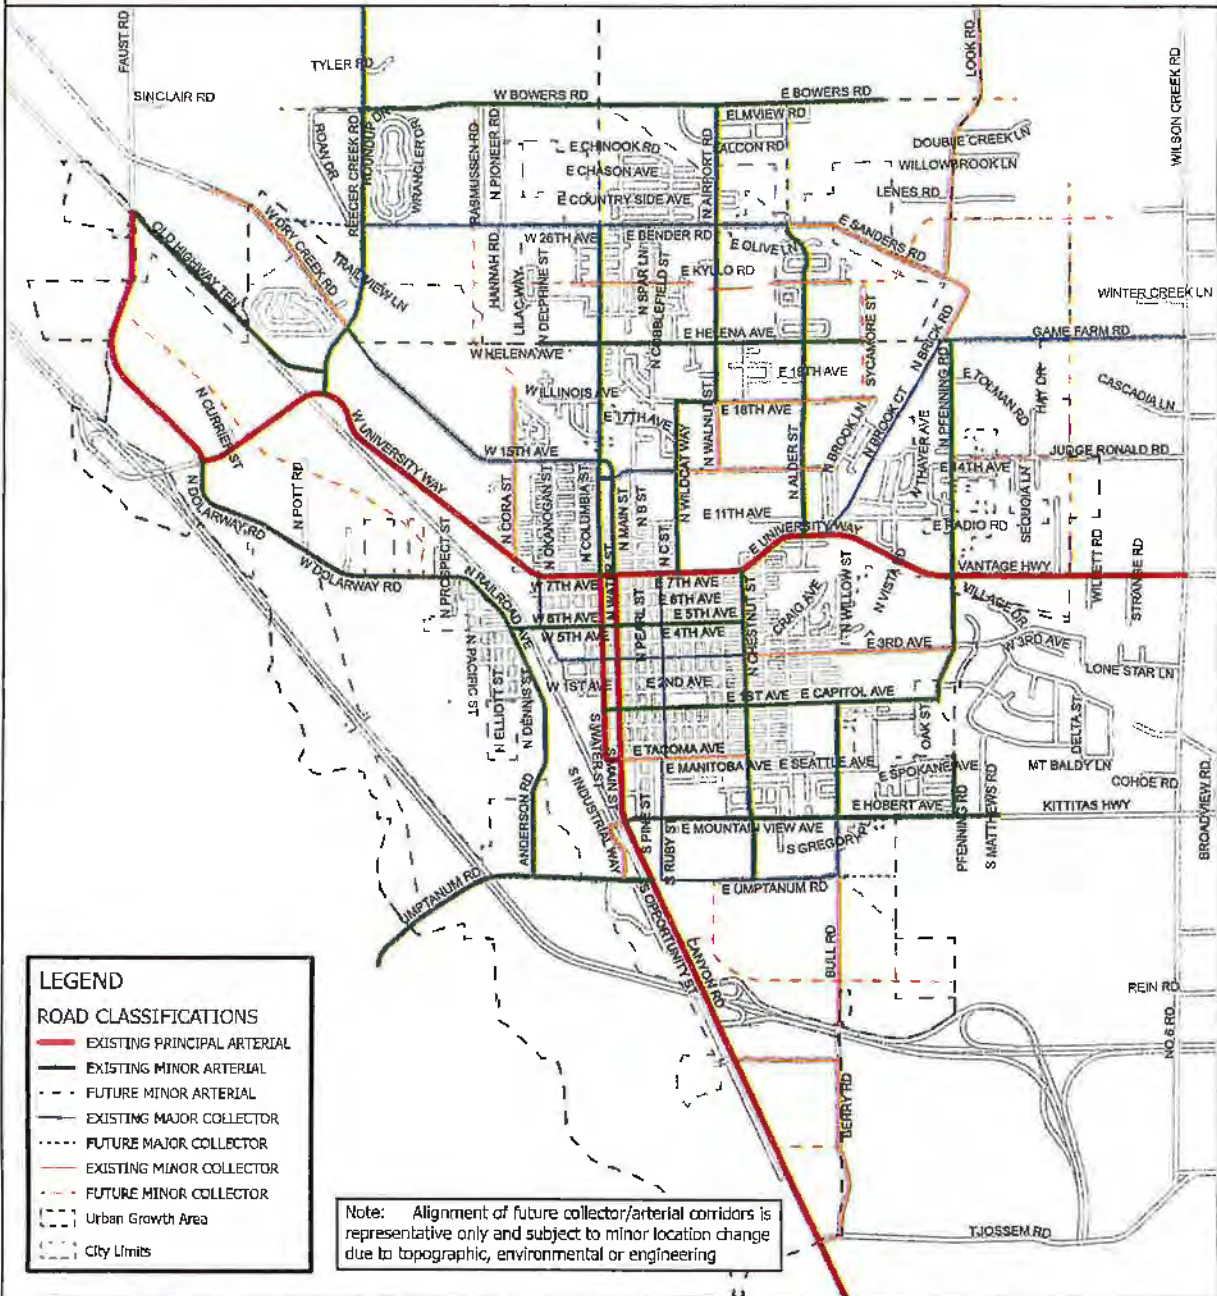 FAUST RD
TYLER RD
LOOK RD
WILSON CREEK RD
SINCLAIR RD
W BOWERS RD
E BOWERS RD
ROAN DR
REECER CREEK RD
ROUNDUP DR
WRANGLER DR
RASMUSSEN RD
N PIONEER RD
ELMVIEW RD
E CHINOOK RD
N AIRPORT RD
DOUBLE CREEK LN
E CHASON AVE
WILLOWBROOK LN
E COUNTRY SIDE AVE
LENES RD
W DRY CREEK RD
OLD HIGHWAY TEN
TRAILVIEW LN
HANNAH RD
W 26TH AVE
E BENDER RD
E OLIVE LN
E SANDERS RD
LILAC WAY
N DELPHINE ST
N SPAR LN
N COBBLEFIELD ST
E KYLLO RD
SYCAMORE ST
WINTER CREEK LN
N BRICK RD
GAME FARM RD
W HELENA AVE
E HELENA AVE
E 19TH AVE
N PFENNING RD
E TOLMAN RD
HAY DR
CASCADIA LN
N CURRIER ST
W ILLINOIS AVE
E 17TH AVE
N WALNUT ST
E 18TH AVE
N BROOK LN
N BROOK CT
N THAYER AVE
W UNIVERSITY WAY
W 15TH AVE
N WILDCAT WAY
N ALDER ST
E 14TH AVE
JUDGE RONALD RD
N DOLARWAY RD
N POTT RD
N CORA ST
N OKANOGAN ST
N COLUMBIA ST
N MAIN ST
N B ST
N C ST
E 11TH AVE
E UNIVERSITY WAY
E RADIO RD
SEQUOIA LN
W DOLARWAY RD
N PROSPECT ST
N RAILROAD AVE
N WATER ST
W 7TH AVE
E 7TH AVE
VANTAGE HWY
WILLETT RD
STRANGE RD
W 6TH AVE
E 6TH AVE
E 5TH AVE
W 5TH AVE
E 4TH AVE
N PEARL ST
N CHESTNUT ST
CRAIG AVE
N WILLOW ST
N VISTA RD
E 3RD AVE
VILLAGE DR
W 3RD AVE
LONE STAR LN
N PACIFIC ST
N ELLIOTT ST
N DENNIS ST
W 1ST AVE
E 2ND AVE
E 1ST AVE
E CAPITOL AVE
OAK ST
DELTA ST
S WATER ST
S MAIN ST
E TACOMA AVE
E MANITOBA AVE
E SEATTLE AVE
E SPOKANE AVE
MT BALDY LN
COHOE RD
ANDERSON RD
S INDUSTRIAL WAY
S PINE ST
S RUBY ST
E MOUNTAIN VIEW AVE
S GREGORY PL
E HOBERT AVE
PFENNING RD
S MATTHEWS RD
KITTITAS HWY
BROADVIEW RD
UMPTANUM RD
E UMPTANUM RD
S OPPORTUNITY ST
CANYON RD
BULL RD
REIN RD
NO.6 RD
BERRY RD
TJOSSEM RD
LEGEND
ROAD CLASSIFICATIONS
EXISTING PRINCIPAL ARTERIAL
EXISTING MINOR ARTERIAL
FUTURE MINOR ARTERIAL
EXISTING MAJOR COLLECTOR
FUTURE MAJOR COLLECTOR
EXISTING MINOR COLLECTOR
FUTURE MINOR COLLECTOR
Urban Growth Area
City Limits
Note: Alignment of future collector/arterial corridors is
representative only and subject to minor location change
due to topographic, environmental or engineering